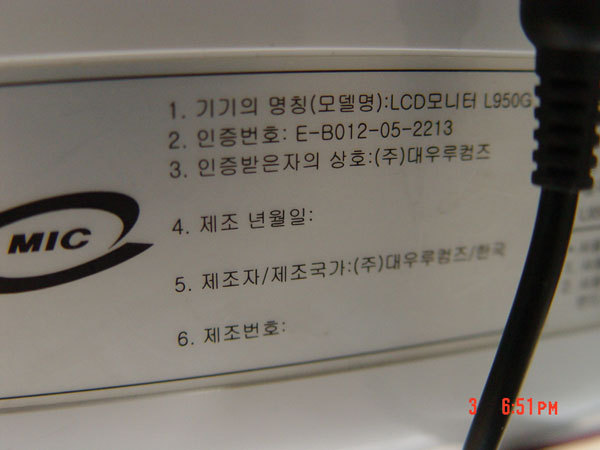 1. 기기의 명칭(모델명):LCD모니터 L950G
2. 인증번호: E-B012-05-2213
3. 인증받은자의 상호:(주)대우루컴즈
MIC
4. 제조 년월일:
5. 제조자/제조국가:(주)대우루컴즈/한국
6. 제조번호:
3 6:51PM